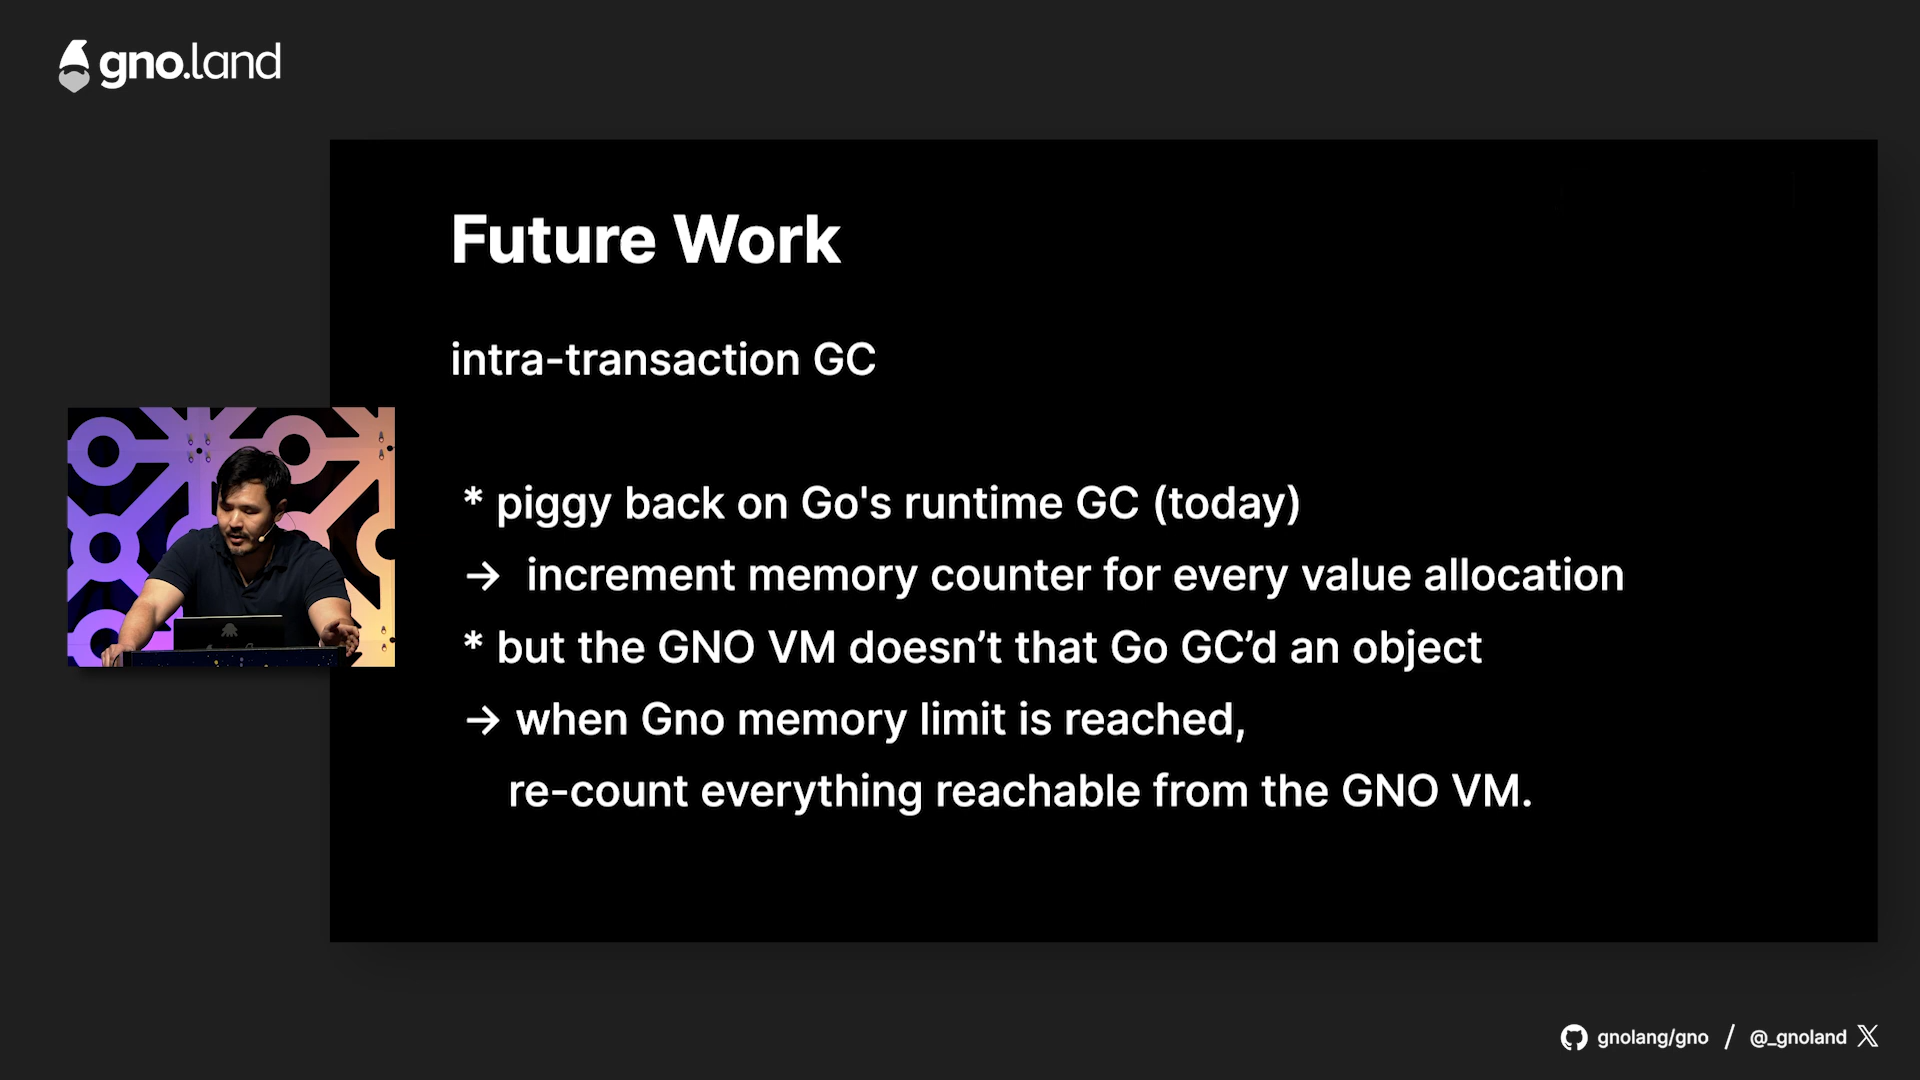 gno.land
Future Work
intra-transaction GC
* piggy back on Go's runtime GC (today)
→ increment memory counter for every value allocation
* but the GNO VM doesn’t that Go GC’d an object
→ when Gno memory limit is reached,
re-count everything reachable from the GNO VM.
gnolang/gno / @_gnoland X